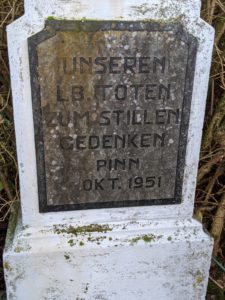 UNSEREN
LB. TOTEN
ZUM STILLEN
GEDENKEN
PINN
OKT. 1951